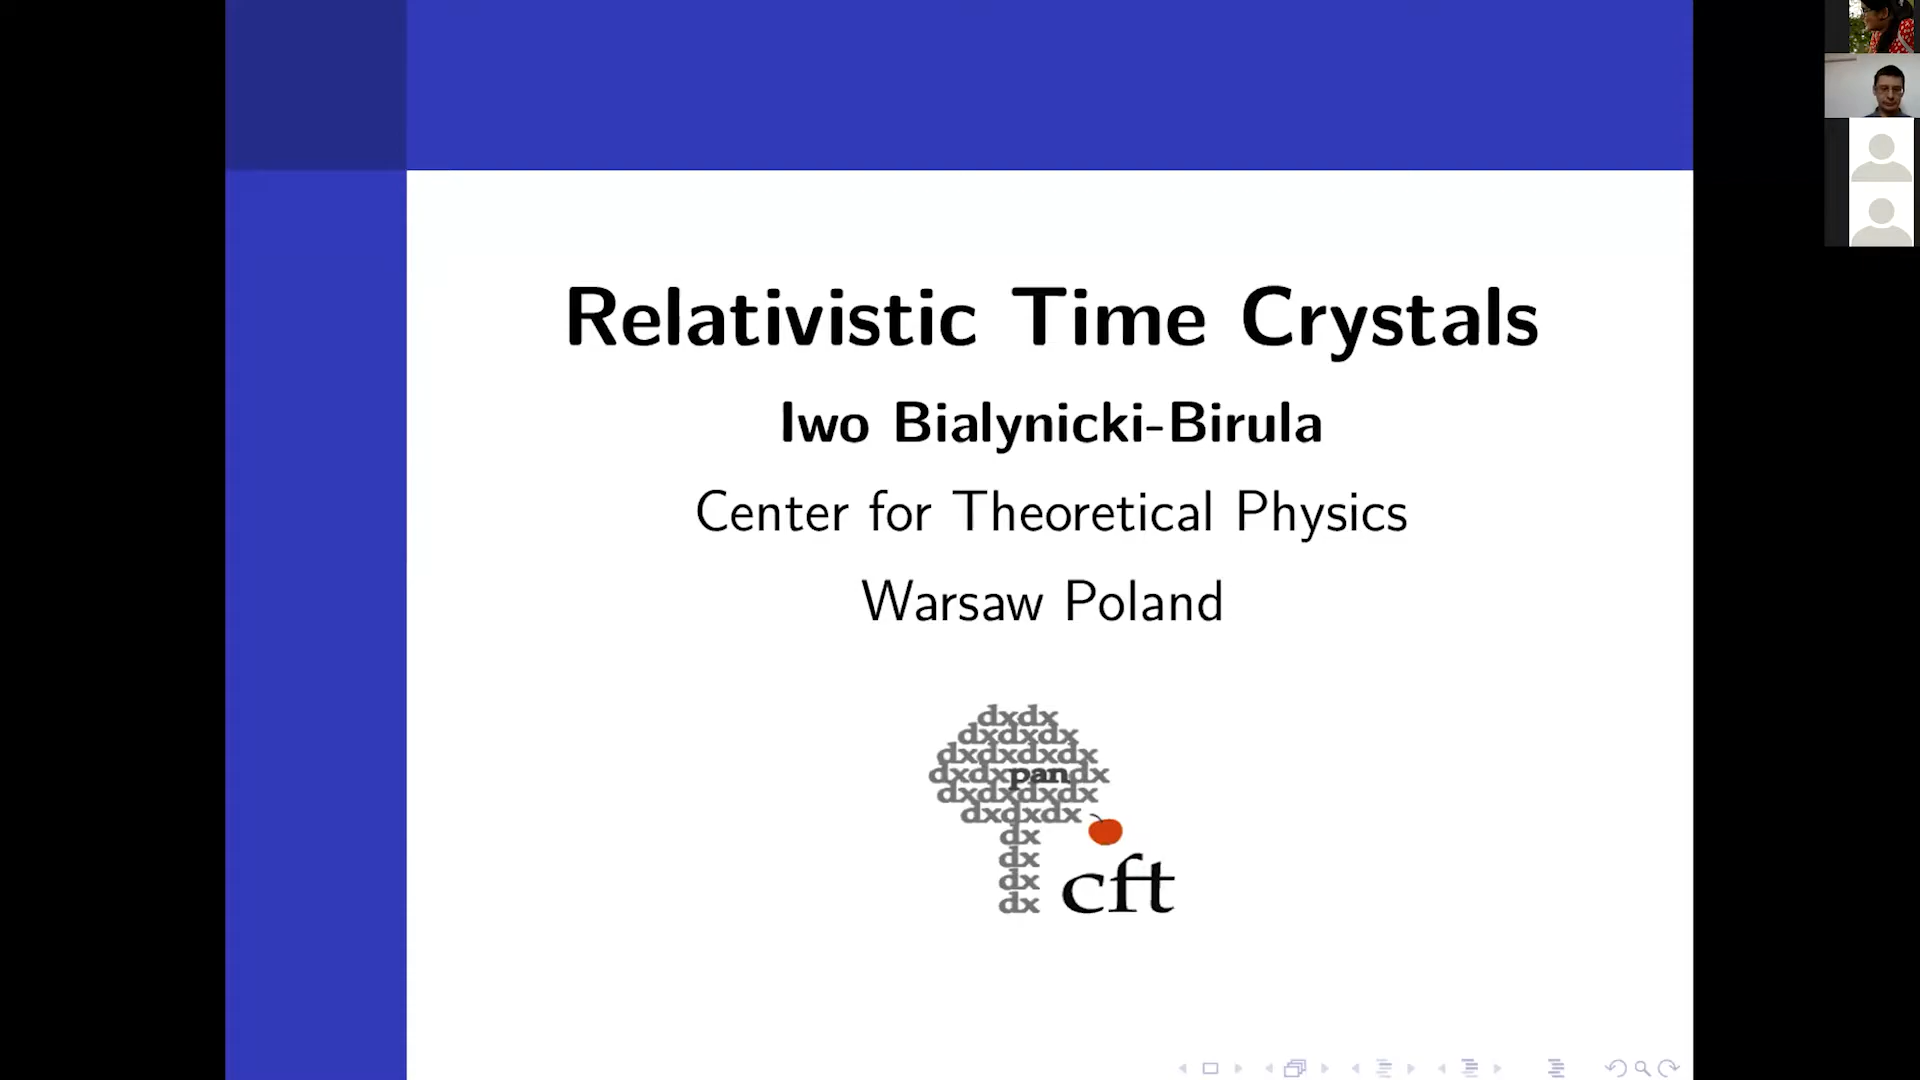 Relativistic Time Crystals
Iwo Bialynicki-Birula
Center for Theoretical Physics
Warsaw Poland
dxdx
dxdxdx
dxdxdxdx
dxdxpandx
dxdxdxdx
dxdxdx
dx
dx
dx
dx
cft